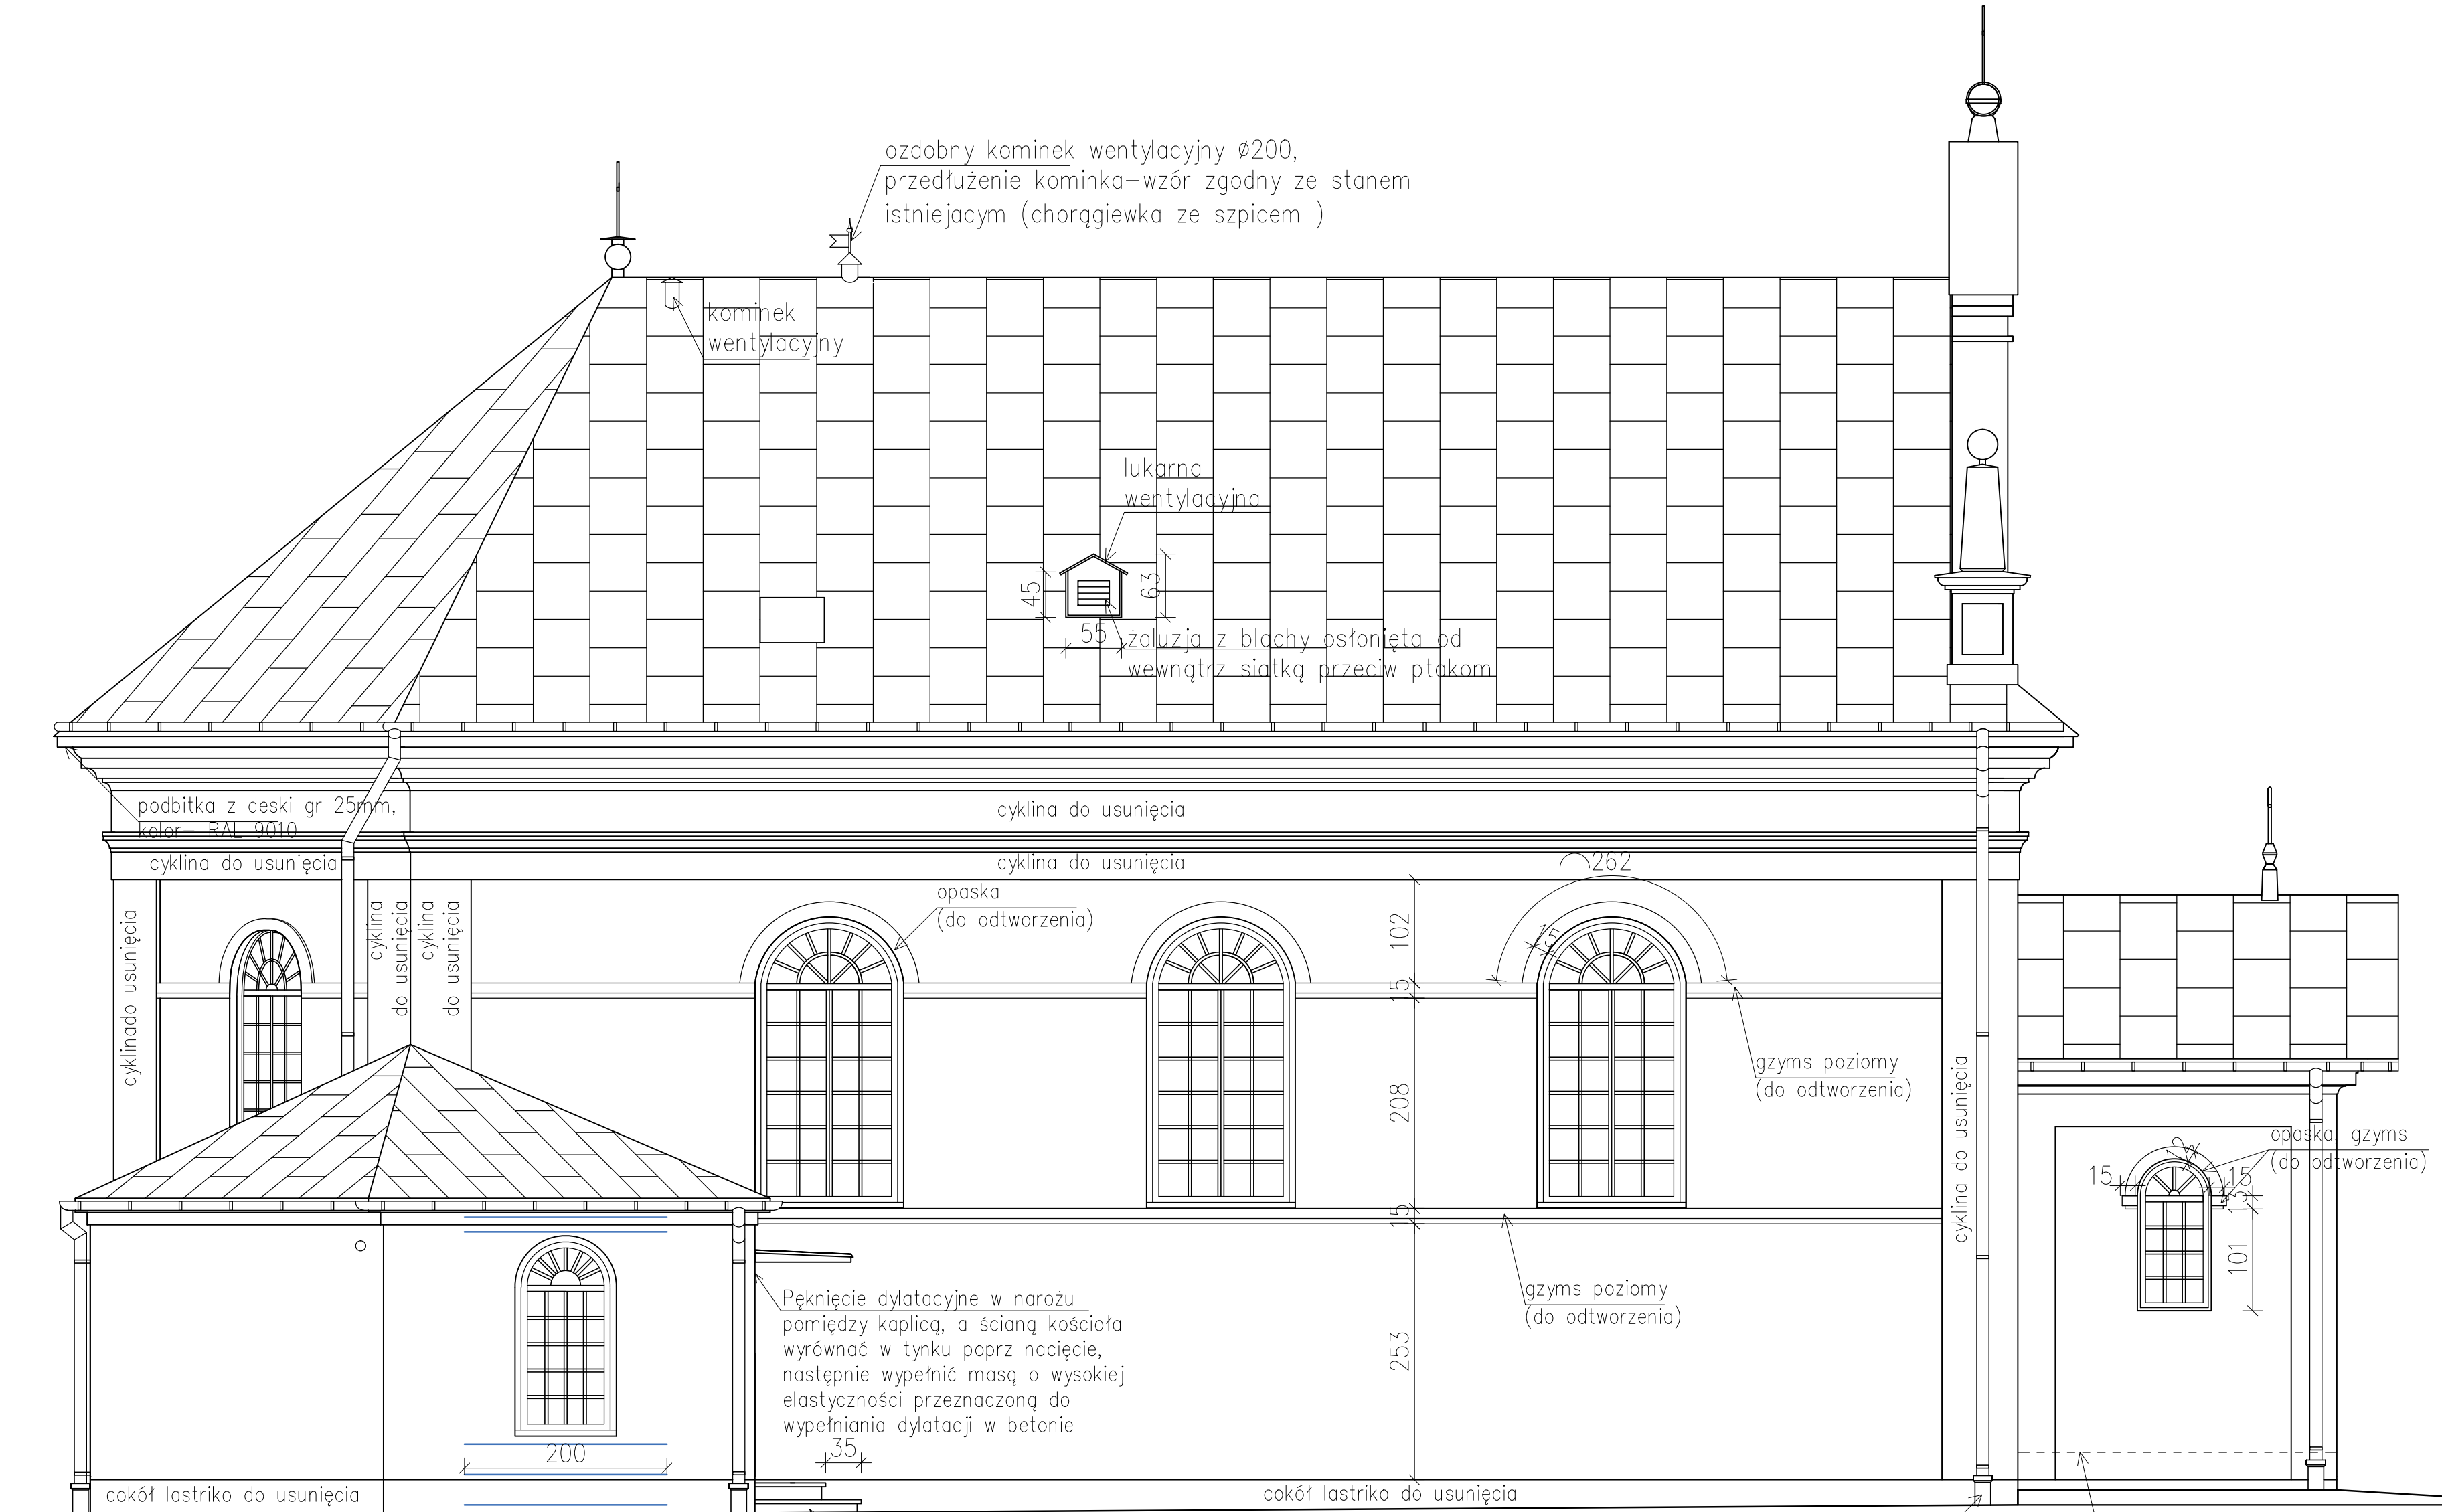 ozdobny kominek wentylacyjny Ø200,
przedłużenie kominka-wzór zgodny ze stanem
istniejacym (chorągiewka ze szpicem )
kominek
wentylacyjny
lukarna
wentylacyjna
45
63
55
żaluzja z blachy osłonięta od
wewnątrz siatką przeciw ptakom
podbitka z deski gr 25mm,
kolor- RAL 9010
cyklina do usunięcia
cyklina do usunięcia
cyklina do usunięcia
262
opaska
(do odtworzenia)
cyklinado usunięcia
cyklina
do usunięcia
cyklina
do usunięcia
102
15
15
208
15
253
gzyms poziomy
(do odtworzenia)
gzyms poziomy
(do odtworzenia)
cyklina do usunięcia
opaska, gzyms
(do odtworzenia)
15
12
15
13
101
Pęknięcie dylatacyjne w narożu
pomiędzy kaplicą, a ścianą kościoła
wyrównać w tynku poprz nacięcie,
następnie wypełnić masą o wysokiej
elastyczności przeznaczoną do
wypełniania dylatacji w betonie
35
200
cokół lastriko do usunięcia
cokół lastriko do usunięcia